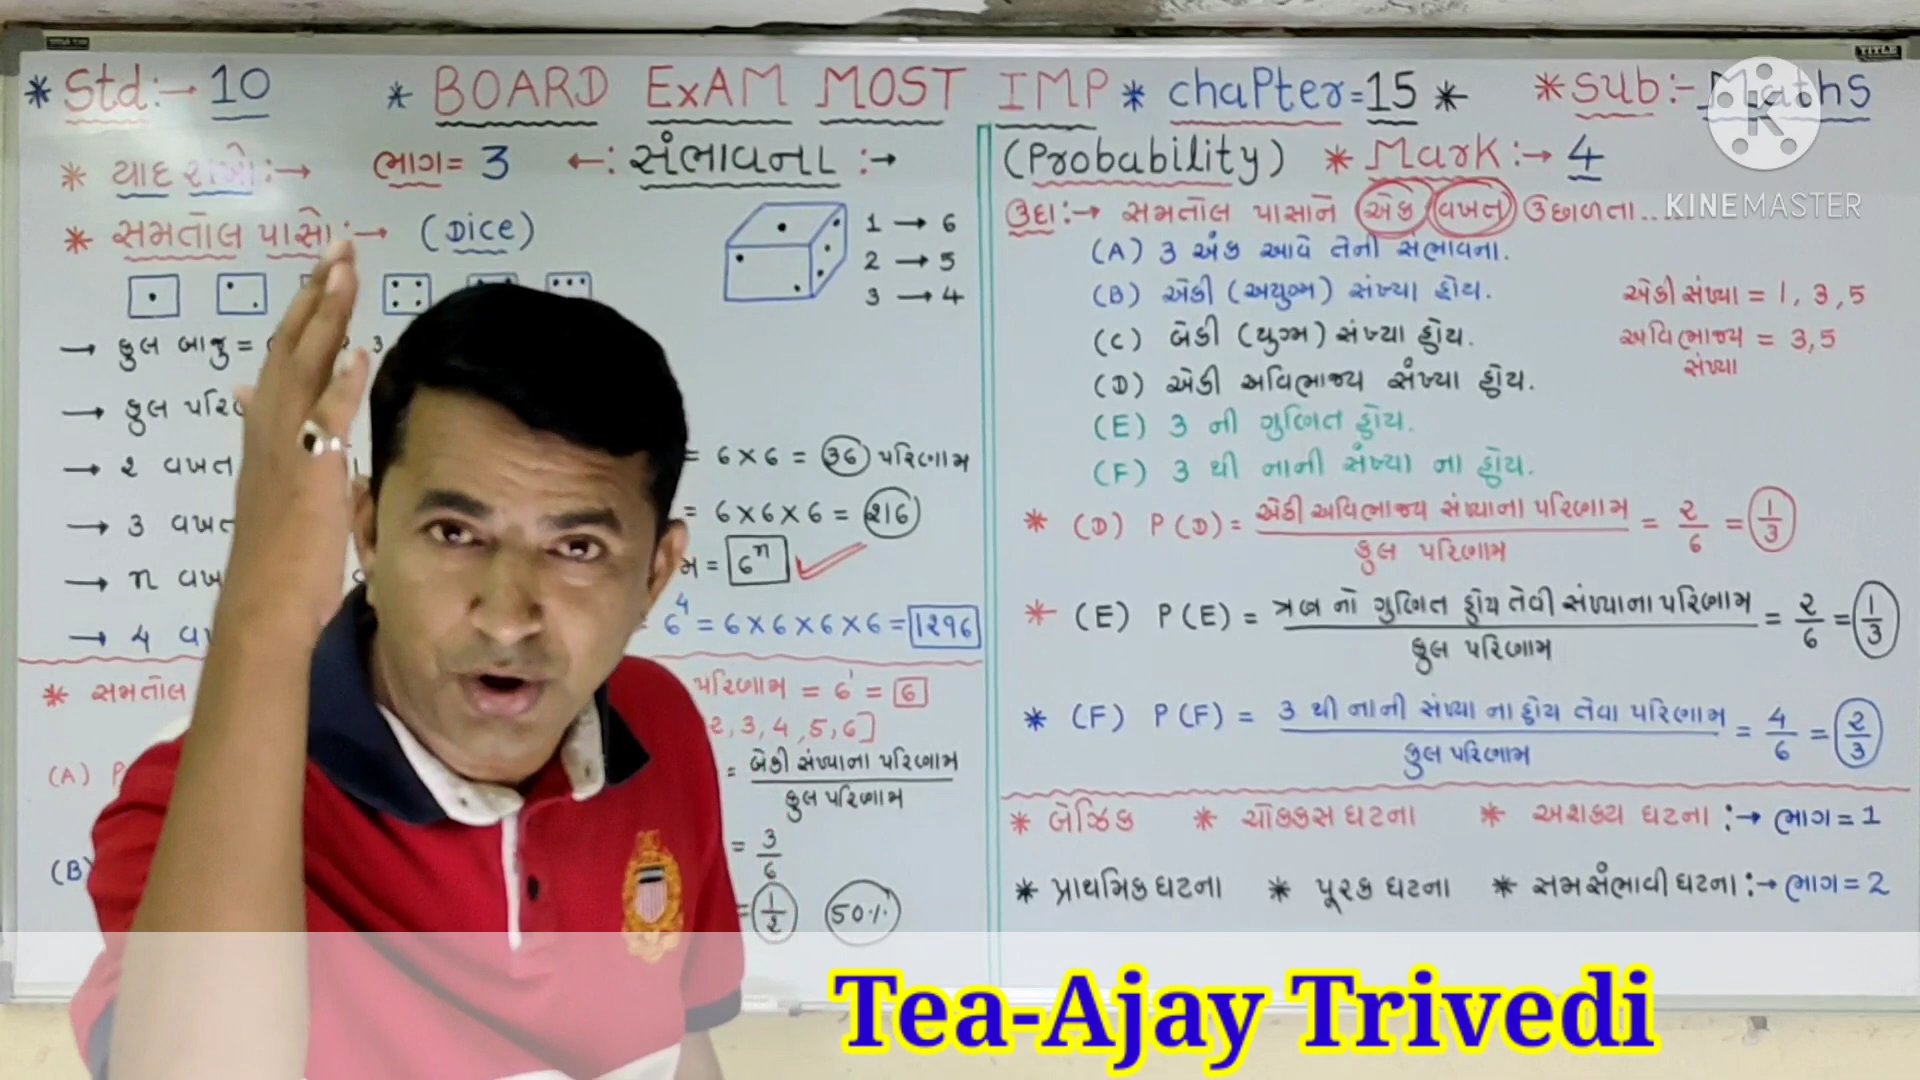 * Std:→ 10 * BOARD ExAM MOST IMP * chaPter=15 * *Sub:- Maths
* યાદ રાખો:→ ભાગ= 3 ←: સંભાવના :→ (Probability) * Mark:→ 4
KINEMASTER
* સમતોલ પાસો:→ (Dice)
1 → 6
2 → 5
3 → 4
→ કુલ બાજુ =
→ કુલ
→ ૨ વખત = 6×6 = 36 પરિણામ
→ 3 વખત = 6×6×6 = 216
→ n = 6ⁿ
→ 4 6⁴ = 6×6×6×6 = 1296
* સમતોલ પરિણામ = 6¹ = 6
2, 3, 4, 5, 6]
(A)
= બેકી સંખ્યાના પરિણામ
કુલ પરિણામ
(B) = 3/6
= 1/2 50%
ઉદા:→ સમતોલ પાસાને એક વખત ઉછાળતા.....
(A) 3 અંક આવે તેની સંભાવના.
(B) એકી (અયુગ્મ) સંખ્યા હોય.
(C) બેકી (યુગ્મ) સંખ્યા હોય.
(D) એકી અવિભાજ્ય સંખ્યા હોય.
(E) 3 ની ગુણિત હોય.
(F) 3 થી નાની સંખ્યા ના હોય.
એકી સંખ્યા = 1, 3, 5
અવિભાજ્ય = 3, 5
સંખ્યા
* (D) P(D) = એકી અવિભાજ્ય સંખ્યાના પરિણામ = 2/6 = 1/3
કુલ પરિણામ
* (E) P(E) = ત્રણ નો ગુણિત હોય તેવી સંખ્યાના પરિણામ = 2/6 = 1/3
કુલ પરિણામ
* (F) P(F) = 3 થી નાની સંખ્યા ના હોય તેવા પરિણામ = 4/6 = 2/3
કુલ પરિણામ
* બેઝિક * ચોક્કસ ઘટના * અશક્ય ઘટના :→ ભાગ = 1
* પ્રાથમિક ઘટના * પૂરક ઘટના * સમસંભાવી ઘટના :→ ભાગ = 2
Tea-Ajay Trivedi